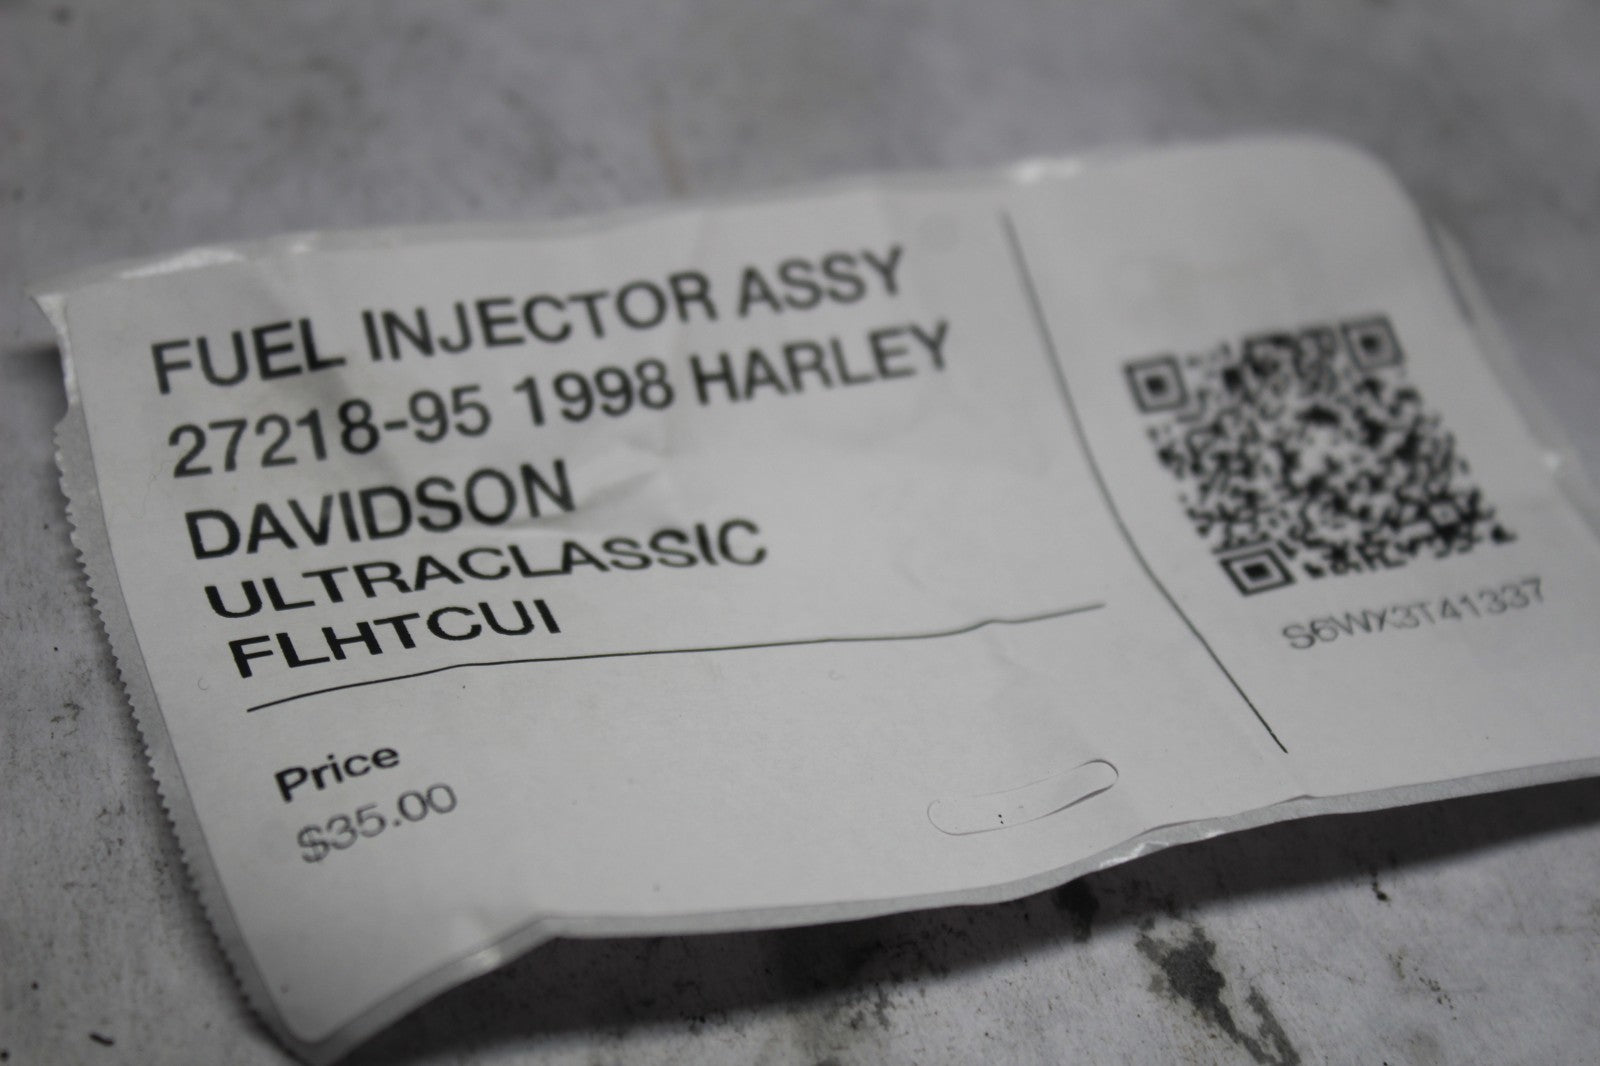 FUEL INJECTOR ASSY
27218-95 1998 HARLEY
DAVIDSON
ULTRACLASSIC
FLHTCUI
Price
$35.00
S6WX3T41337